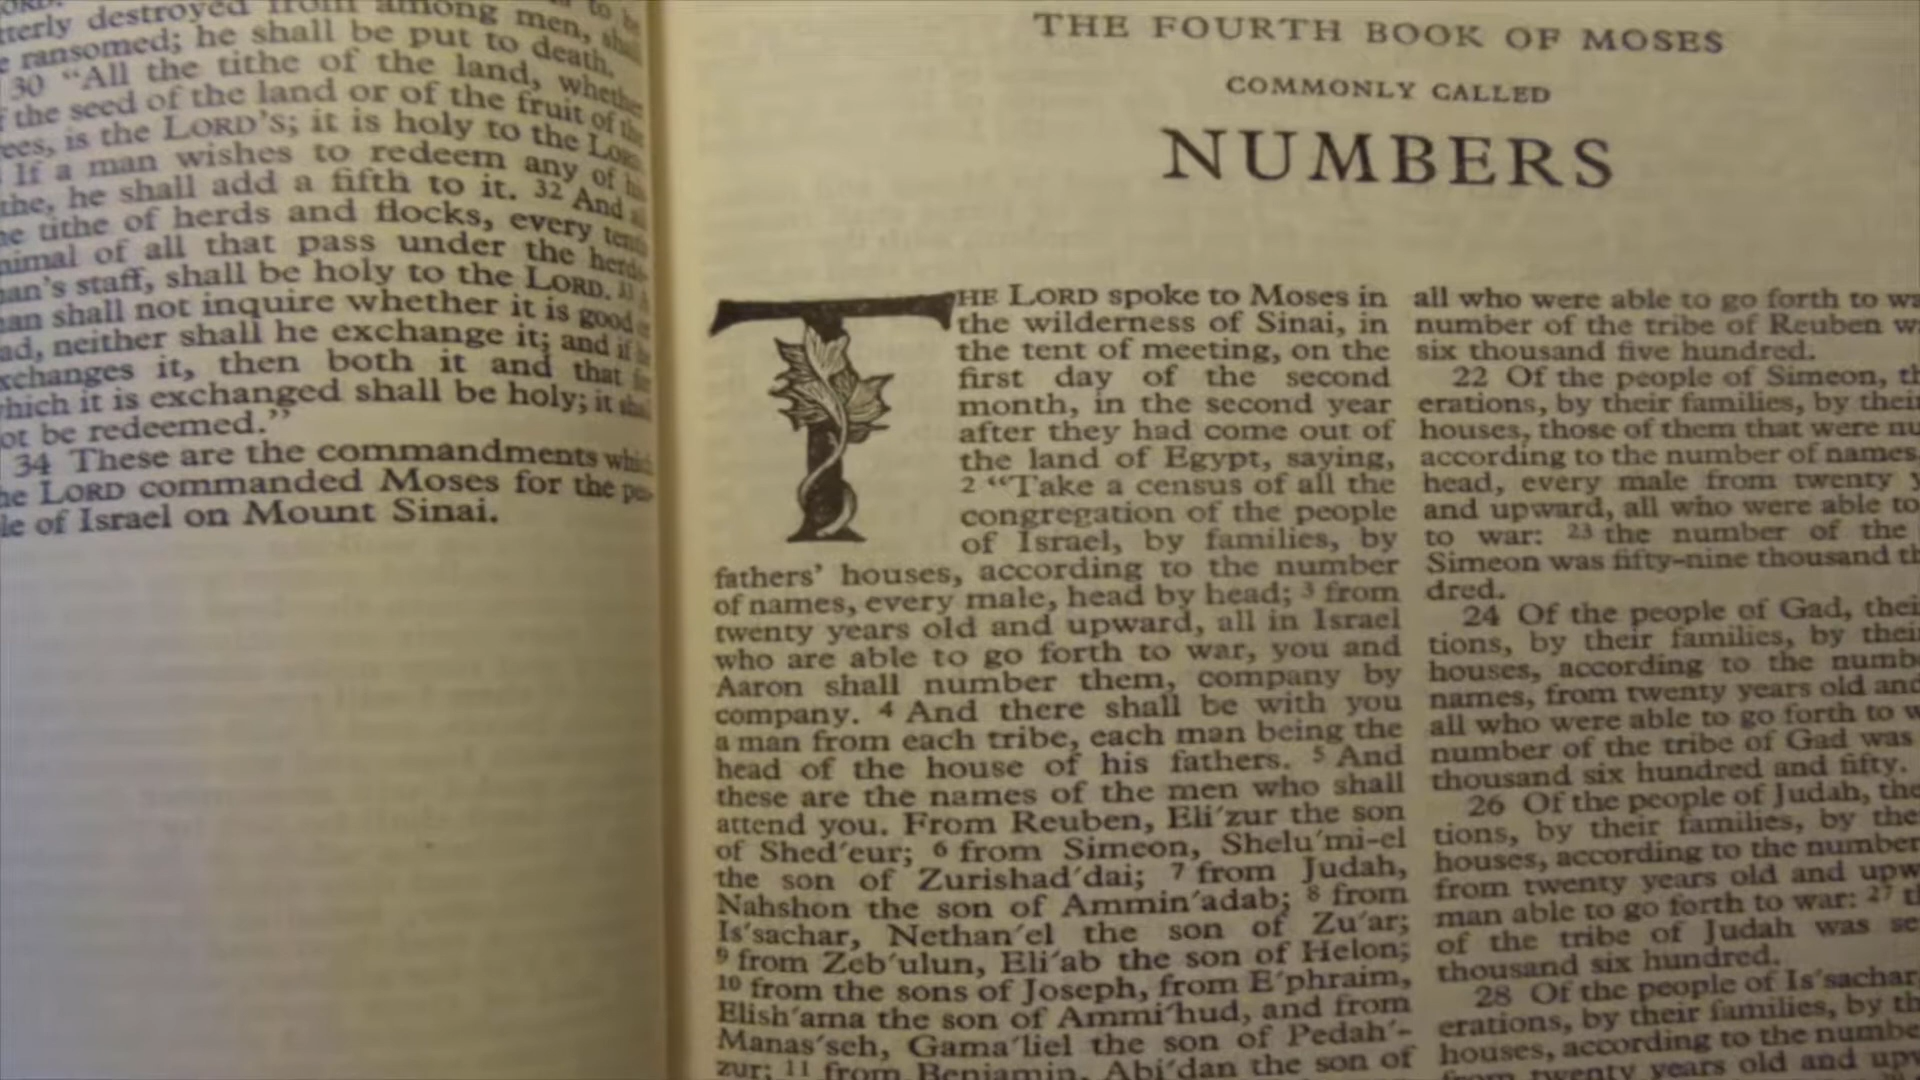 terly destroyed from among men, shall
ransomed; he shall be put to death.
30 “All the tithe of the land, whether
the seed of the land or of the fruit of the
ees, is the LORD’S; it is holy to the LORD.
If a man wishes to redeem any of his
the, he shall add a fifth to it. 32 And all
he tithe of herds and flocks, every tenth
nimal of all that pass under the herds-
man’s staff, shall be holy to the LORD. 33
man shall not inquire whether it is good or
ad, neither shall he exchange it; and if he
xchanges it, then both it and that for
which it is exchanged shall be holy; it shall
ot be redeemed.”
34 These are the commandments which
he LORD commanded Moses for the peo-
le of Israel on Mount Sinai.
THE FOURTH BOOK OF MOSES
COMMONLY CALLED
NUMBERS
THE LORD spoke to Moses in
the wilderness of Sinai, in
the tent of meeting, on the
first day of the second
month, in the second year
after they had come out of
the land of Egypt, saying,
2 “Take a census of all the
congregation of the people
of Israel, by families, by
fathers’ houses, according to the number
of names, every male, head by head; 3 from
twenty years old and upward, all in Israel
who are able to go forth to war, you and
Aaron shall number them, company by
company. 4 And there shall be with you
a man from each tribe, each man being the
head of the house of his fathers. 5 And
these are the names of the men who shall
attend you. From Reuben, Eli′zur the son
of Shed′eur; 6 from Simeon, Shelu′mi-el
the son of Zurishad′dai; 7 from Judah,
Nahshon the son of Ammin′adab; 8 from
Is′sachar, Nethan′el the son of Zu′ar;
9 from Zeb′ulun, Eli′ab the son of Helon;
10 from the sons of Joseph, from E′phraim,
Elish′ama the son of Ammi′hud, and from
Manas′seh, Gama′liel the son of Pedah′-
zur; 11 from Benjamin, Abi′dan the son of
all who were able to go forth to wa
number of the tribe of Reuben w
six thousand five hundred.
22 Of the people of Simeon, th
erations, by their families, by their
houses, those of them that were nu
according to the number of names
head, every male from twenty y
and upward, all who were able to
to war: 23 the number of the
Simeon was fifty-nine thousand th
dred.
24 Of the people of Gad, thei
tions, by their families, by thei
houses, according to the numb
names, from twenty years old and
all who were able to go forth to w
number of the tribe of Gad was
thousand six hundred and fifty.
26 Of the people of Judah, the
tions, by their families, by the
houses, according to the number
from twenty years old and upw
man able to go forth to war: 27 t
of the tribe of Judah was se
thousand six hundred.
28 Of the people of Is′sachar
erations, by their families, by th
houses, according to the numbe
from twenty years old and upw